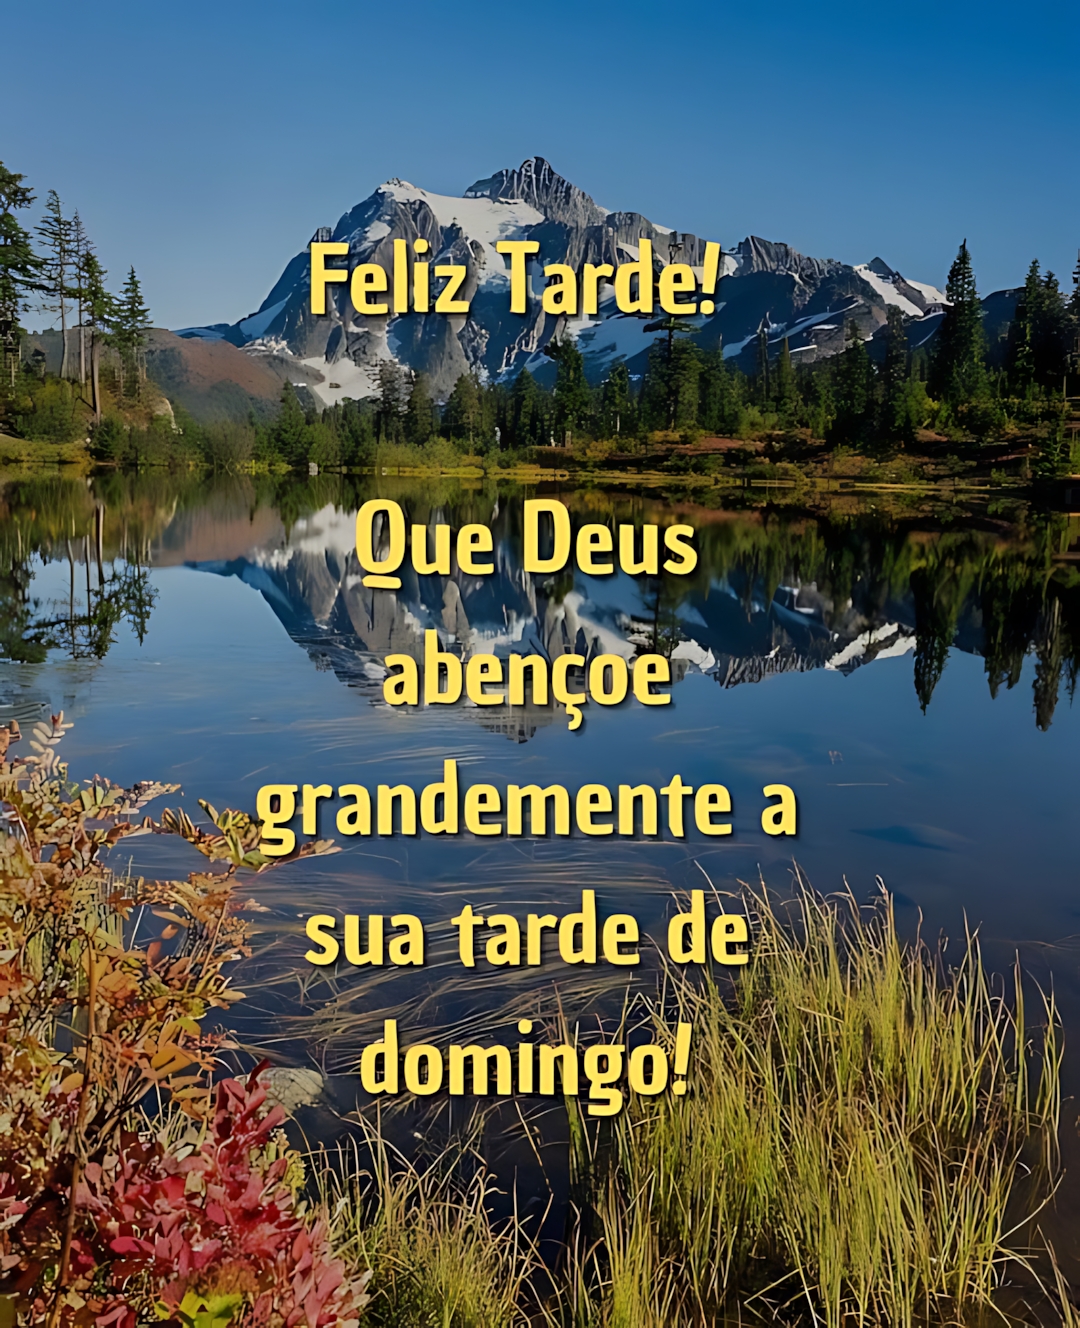 Feliz Tarde!
Que Deus
abençoe
grandemente a
sua tarde de
domingo!